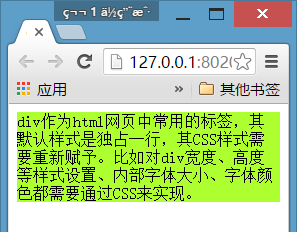 127.0.0.1:802
应用
»
其他书签
div作为html网页中常用的标签，其
默认样式是独占一行，其CSS样式需
要重新赋予。比如对div宽度、高度
等样式设置、内部字体大小、字体颜
色都需要通过CSS来实现。